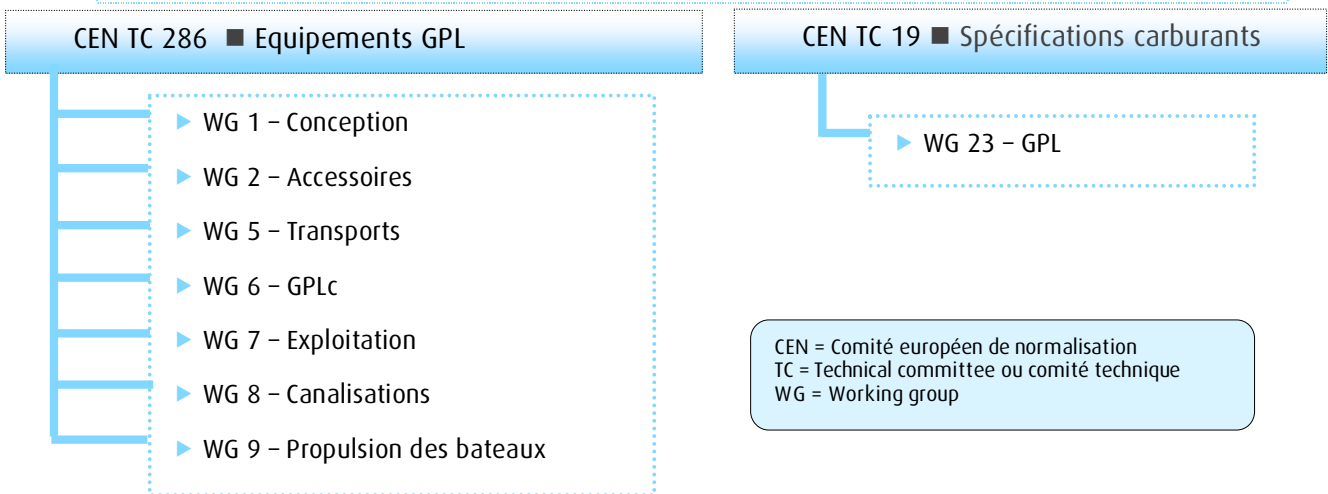 CEN TC 286 ■ Equipements GPL
▶ WG 1 – Conception
▶ WG 2 – Accessoires
▶ WG 5 – Transports
▶ WG 6 – GPLc
▶ WG 7 – Exploitation
▶ WG 8 – Canalisations
▶ WG 9 – Propulsion des bateaux
CEN TC 19 ■ Spécifications carburants
▶ WG 23 – GPL
CEN = Comité européen de normalisation
TC = Technical committee ou comité technique
WG = Working group